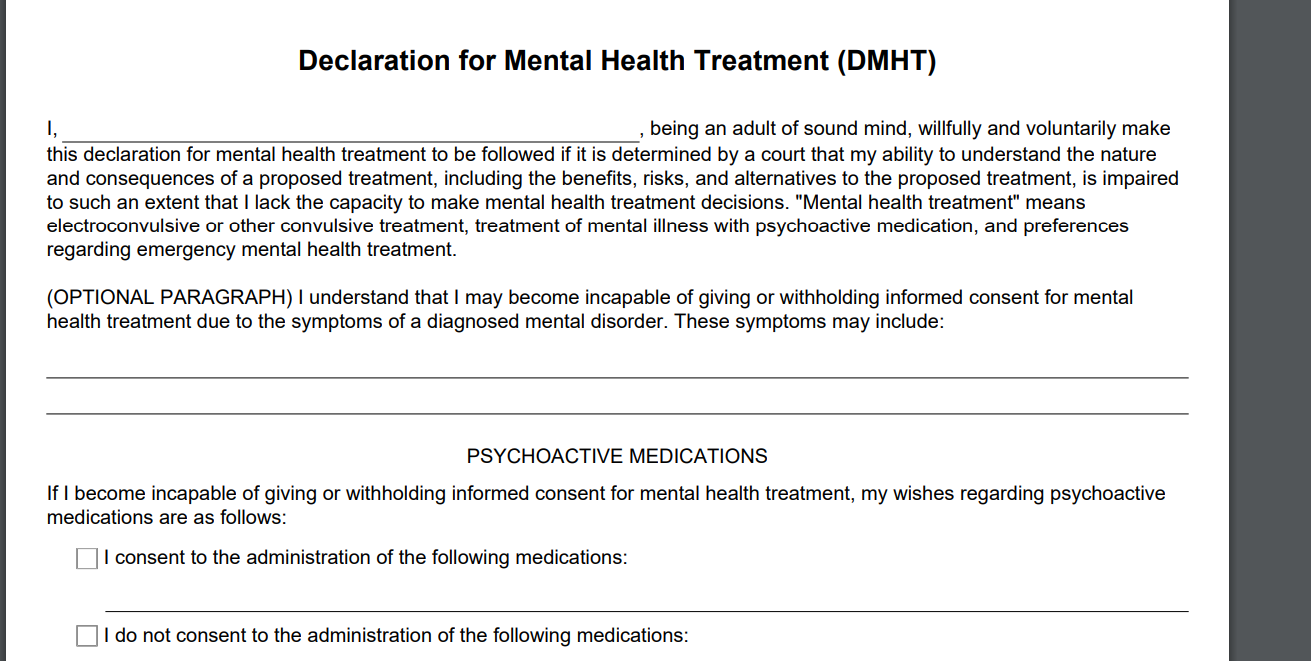 Declaration for Mental Health Treatment (DMHT)
I, , being an adult of sound mind, willfully and voluntarily make
this declaration for mental health treatment to be followed if it is determined by a court that my ability to understand the nature
and consequences of a proposed treatment, including the benefits, risks, and alternatives to the proposed treatment, is impaired
to such an extent that I lack the capacity to make mental health treatment decisions. "Mental health treatment" means
electroconvulsive or other convulsive treatment, treatment of mental illness with psychoactive medication, and preferences
regarding emergency mental health treatment.
(OPTIONAL PARAGRAPH) I understand that I may become incapable of giving or withholding informed consent for mental
health treatment due to the symptoms of a diagnosed mental disorder. These symptoms may include:
PSYCHOACTIVE MEDICATIONS
If I become incapable of giving or withholding informed consent for mental health treatment, my wishes regarding psychoactive
medications are as follows:
I consent to the administration of the following medications:
I do not consent to the administration of the following medications: